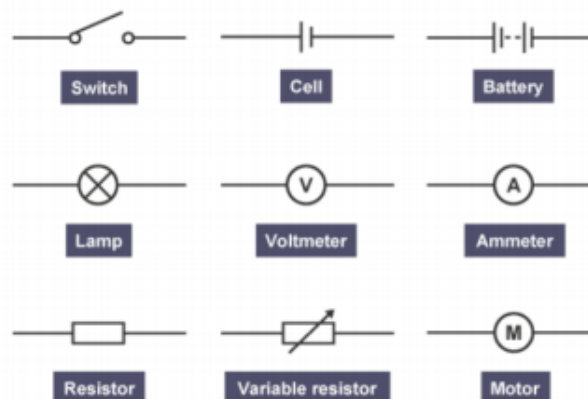 Switch
Cell
Battery
Lamp
V
Voltmeter
A
Ammeter
Resistor
Variable resistor
M
Motor